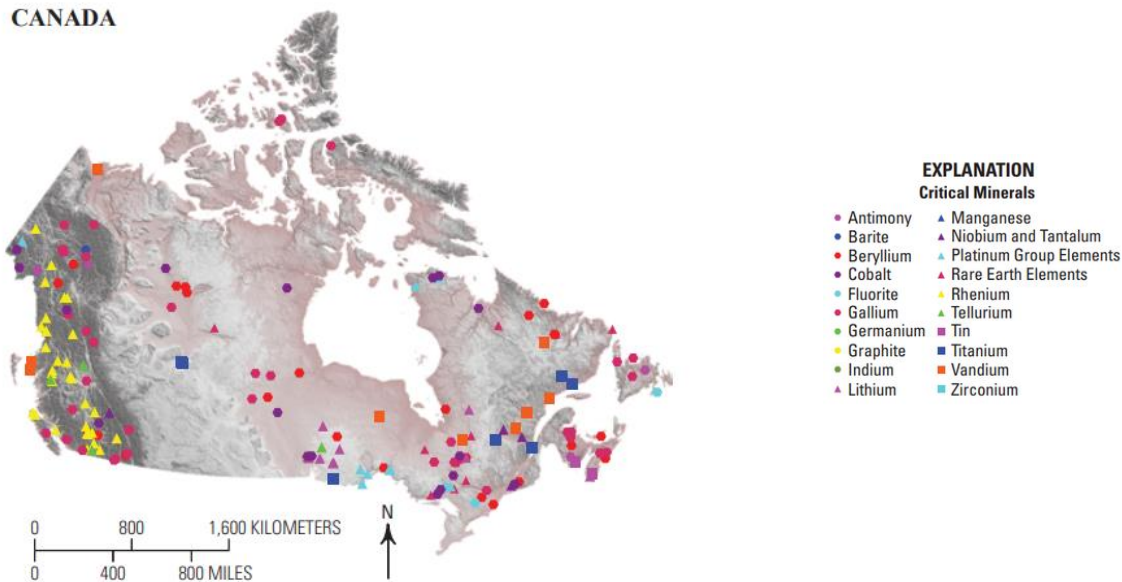 CANADA
EXPLANATION
Critical Minerals
Antimony
Barite
Beryllium
Cobalt
Fluorite
Gallium
Germanium
Graphite
Indium
Lithium
Manganese
Niobium and Tantalum
Platinum Group Elements
Rare Earth Elements
Rhenium
Tellurium
Tin
Titanium
Vandium
Zirconium
0 800 1,600 KILOMETERS
0 400 800 MILES
N